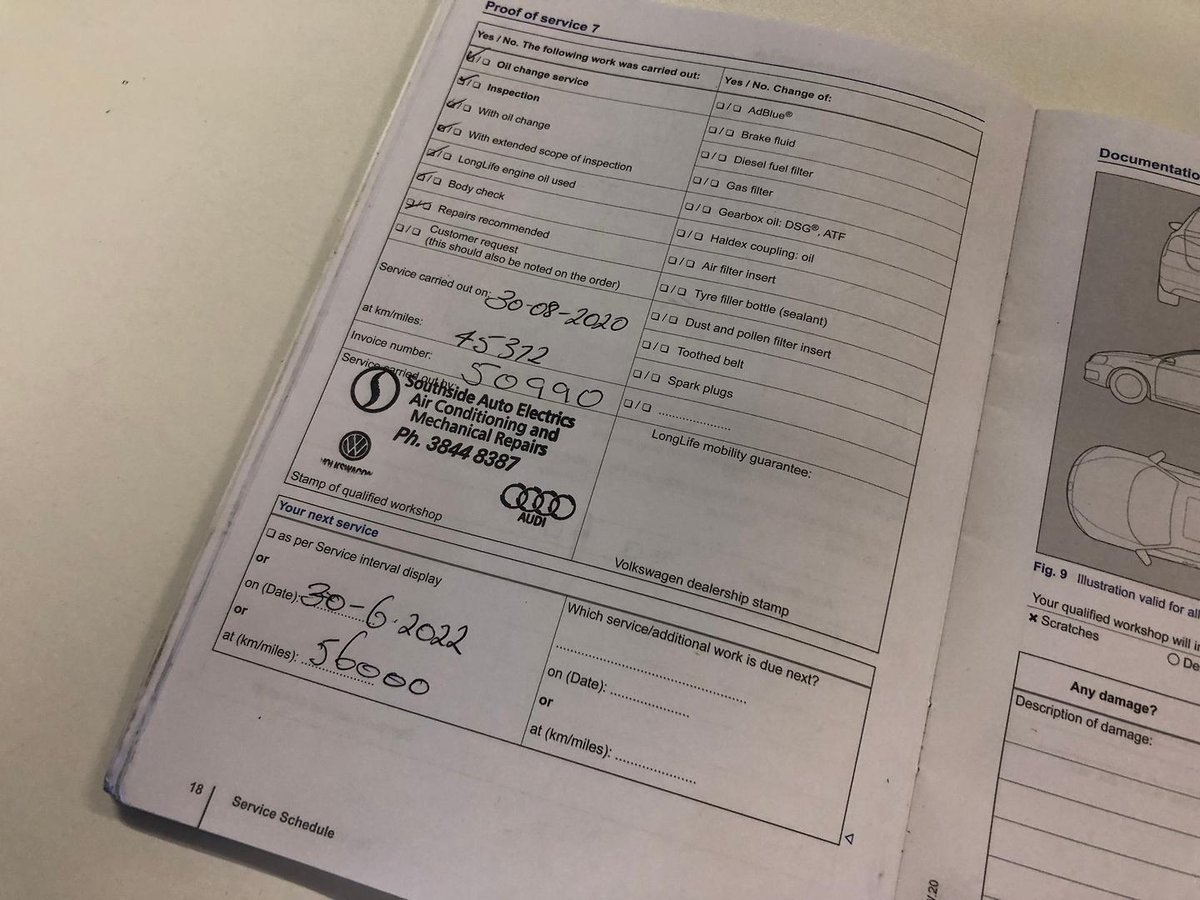 Proof of service 7
Yes / No. The following work was carried out:
☑/☐ Oil change service
☑/☐ Inspection
☑/☐ With oil change
☑/☐ With extended scope of inspection
☑/☐ LongLife engine oil used
☑/☐ Body check
☐/☐ Repairs recommended
☐/☐ Customer request
(this should also be noted on the order)
Service carried out on: 30-08-2020
at km/miles: 45372
Invoice number: 50990
Service carried out by:
Southside Auto Electrics
Air Conditioning and
Mechanical Repairs
Ph. 3844 8387
VOLKSWAGEN
AUDI
Stamp of qualified workshop
Yes / No. Change of:
☐/☐ AdBlue®
☐/☐ Brake fluid
☐/☐ Diesel fuel filter
☐/☐ Gas filter
☐/☐ Gearbox oil: DSG®, ATF
☐/☐ Haldex coupling: oil
☐/☐ Air filter insert
☐/☐ Tyre filler bottle (sealant)
☐/☐ Dust and pollen filter insert
☐/☐ Toothed belt
☐/☐ Spark plugs
☐/☐ ....................
LongLife mobility guarantee:
Volkswagen dealership stamp
Your next service
☐ as per Service interval display
or
on (Date): 30-6-2022
or
at (km/miles): 56000
Which service/additional work is due next?
on (Date): ....................
or
at (km/miles): ....................
18
Service Schedule
Documentatio
Fig. 9 Illustration valid for all
Your qualified workshop will in
✖ Scratches
○ De
Any damage?
Description of damage:
.20